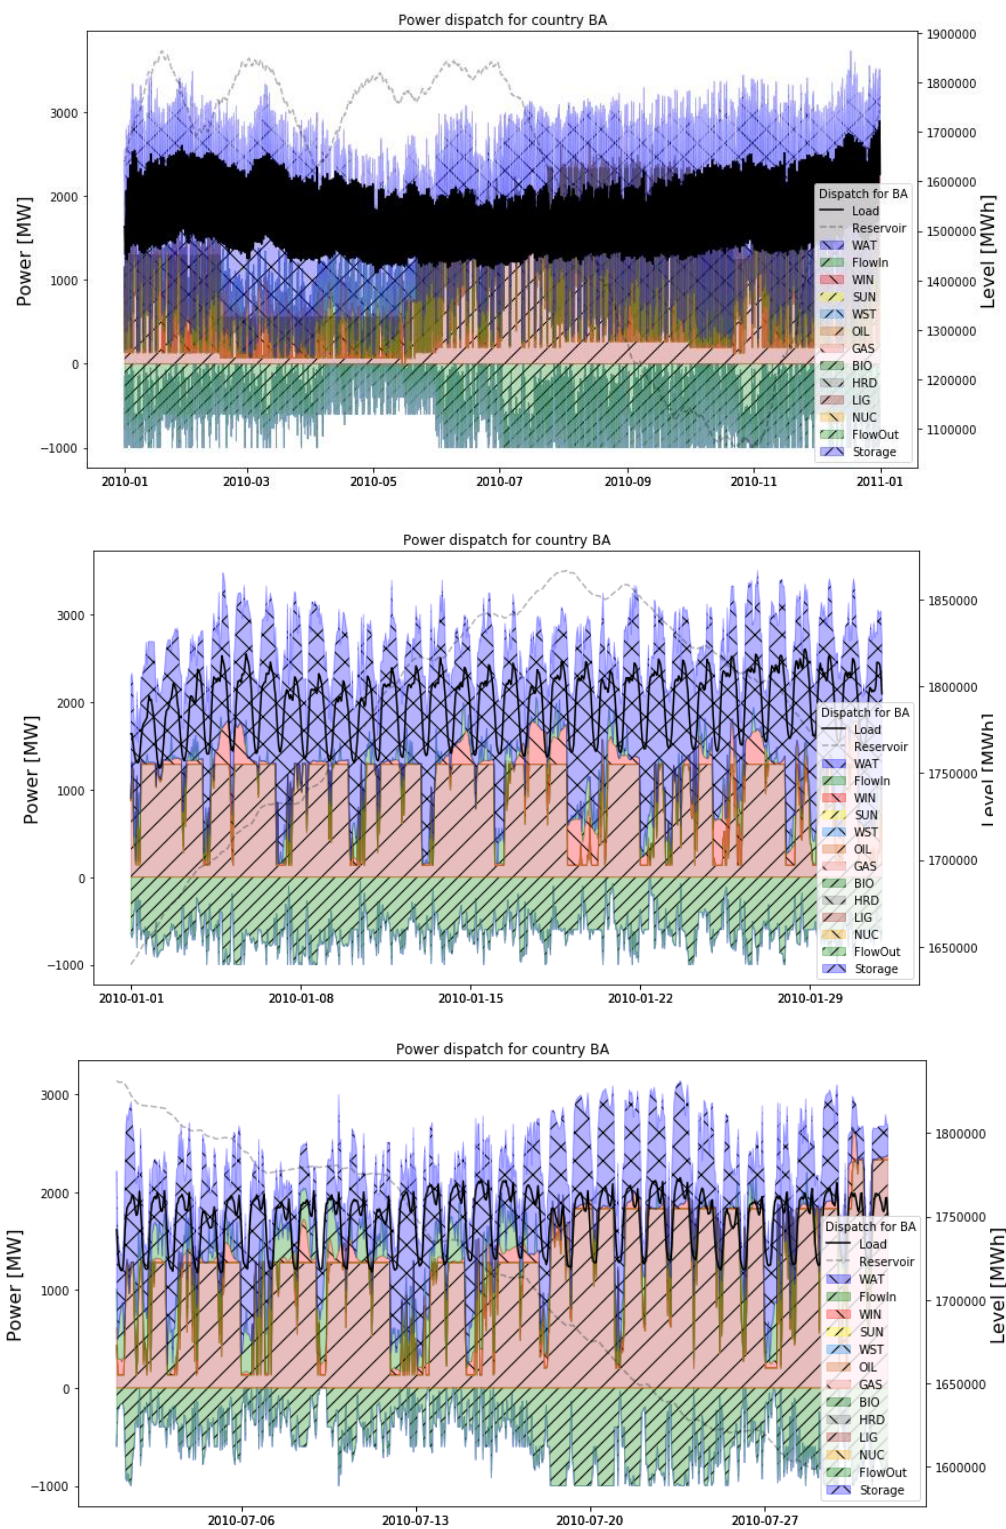 Power dispatch for country BA
Power [MW]
3000
2000
1000
0
−1000
1900000
1800000
1700000
1600000
1500000
1400000
1300000
1200000
1100000
Level [MWh]
Dispatch for BA
Load
Reservoir
WAT
FlowIn
WIN
SUN
WST
OIL
GAS
BIO
HRD
LIG
NUC
FlowOut
Storage
2010-01 2010-03 2010-05 2010-07 2010-09 2010-11 2011-01
Power dispatch for country BA
Power [MW]
3000
2000
1000
0
−1000
1850000
1800000
1750000
1700000
1650000
Level [MWh]
Dispatch for BA
Load
Reservoir
WAT
FlowIn
WIN
SUN
WST
OIL
GAS
BIO
HRD
LIG
NUC
FlowOut
Storage
2010-01-01 2010-01-08 2010-01-15 2010-01-22 2010-01-29
Power dispatch for country BA
Power [MW]
3000
2000
1000
0
−1000
1800000
1750000
1700000
1650000
1600000
Level [MWh]
Dispatch for BA
Load
Reservoir
WAT
FlowIn
WIN
SUN
WST
OIL
GAS
BIO
HRD
LIG
NUC
FlowOut
Storage
2010-07-06 2010-07-13 2010-07-20 2010-07-27